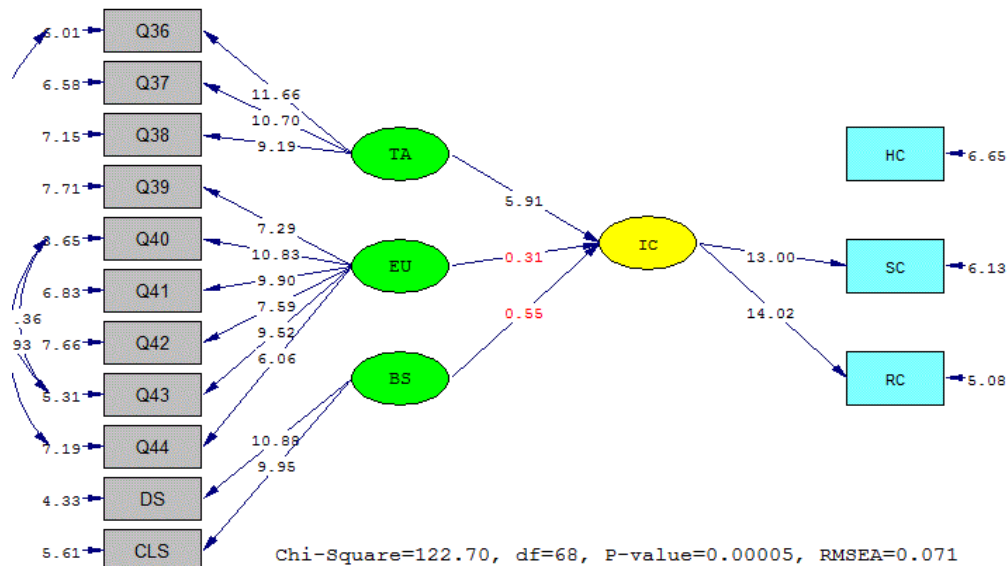 Q36
6.58 Q37
11.66
10.70
7.15 Q38
9.19
TA
HC 6.65
7.71 Q39
5.91
7.29
Q40
10.83
EU
0.31
IC
13.00
SC 6.13
6.83 Q41
9.90
7.59
.36
93 7.66 Q42
9.52
6.06
0.55
14.02
5.31 Q43
BS
RC 5.08
7.19 Q44
10.88
9.95
4.33 DS
5.61 CLS
Chi-Square=122.70, df=68, P-value=0.00005, RMSEA=0.071